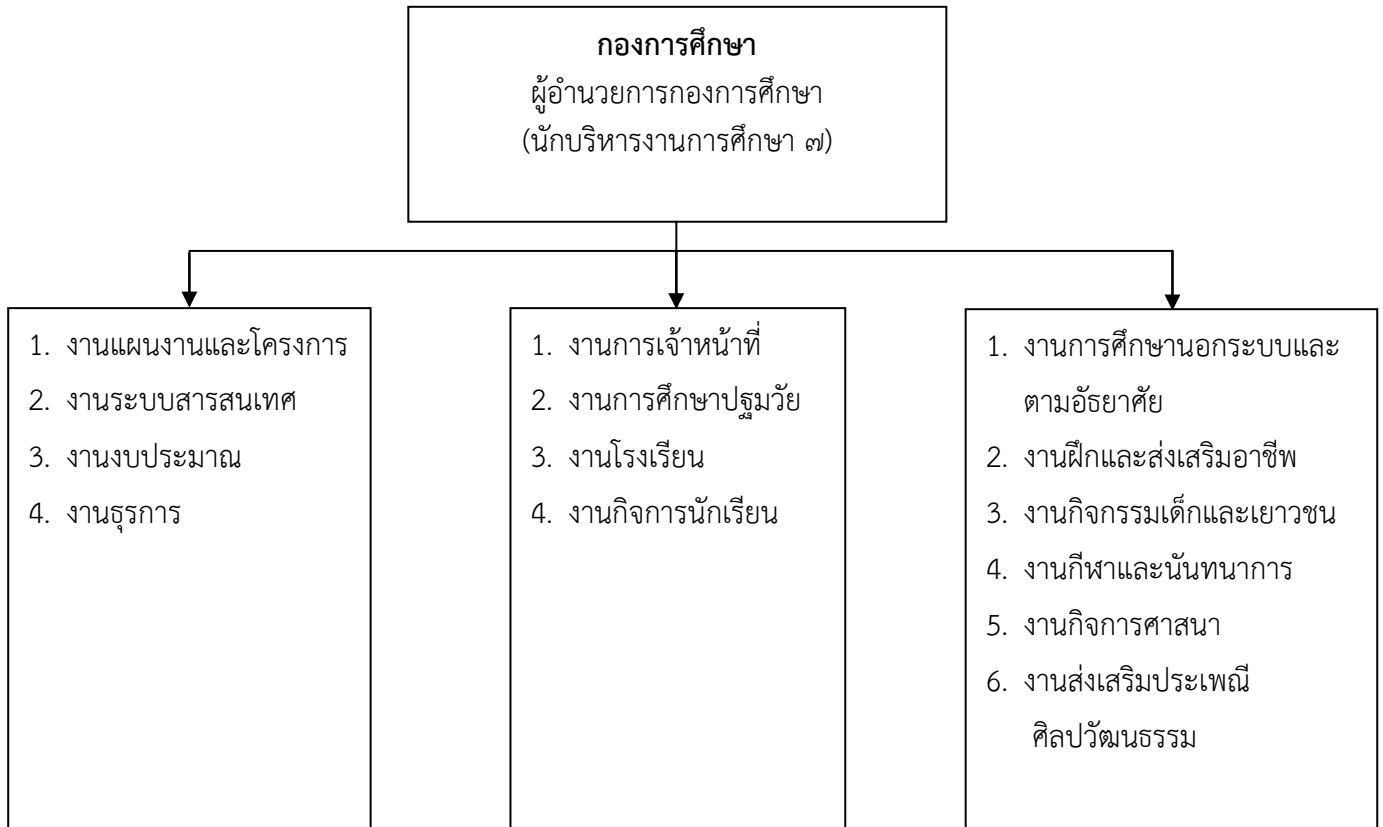 กองการศึกษา
ผู้อำนวยการกองการศึกษา
(นักบริหารงานการศึกษา ๗)
1. งานแผนงานและโครงการ
2. งานระบบสารสนเทศ
3. งานงบประมาณ
4. งานธุรการ
1. งานการเจ้าหน้าที่
2. งานการศึกษาปฐมวัย
3. งานโรงเรียน
4. งานกิจการนักเรียน
1. งานการศึกษานอกระบบและ
ตามอัธยาศัย
2. งานฝึกและส่งเสริมอาชีพ
3. งานกิจกรรมเด็กและเยาวชน
4. งานกีฬาและนันทนาการ
5. งานกิจการศาสนา
6. งานส่งเสริมประเพณี
ศิลปวัฒนธรรม